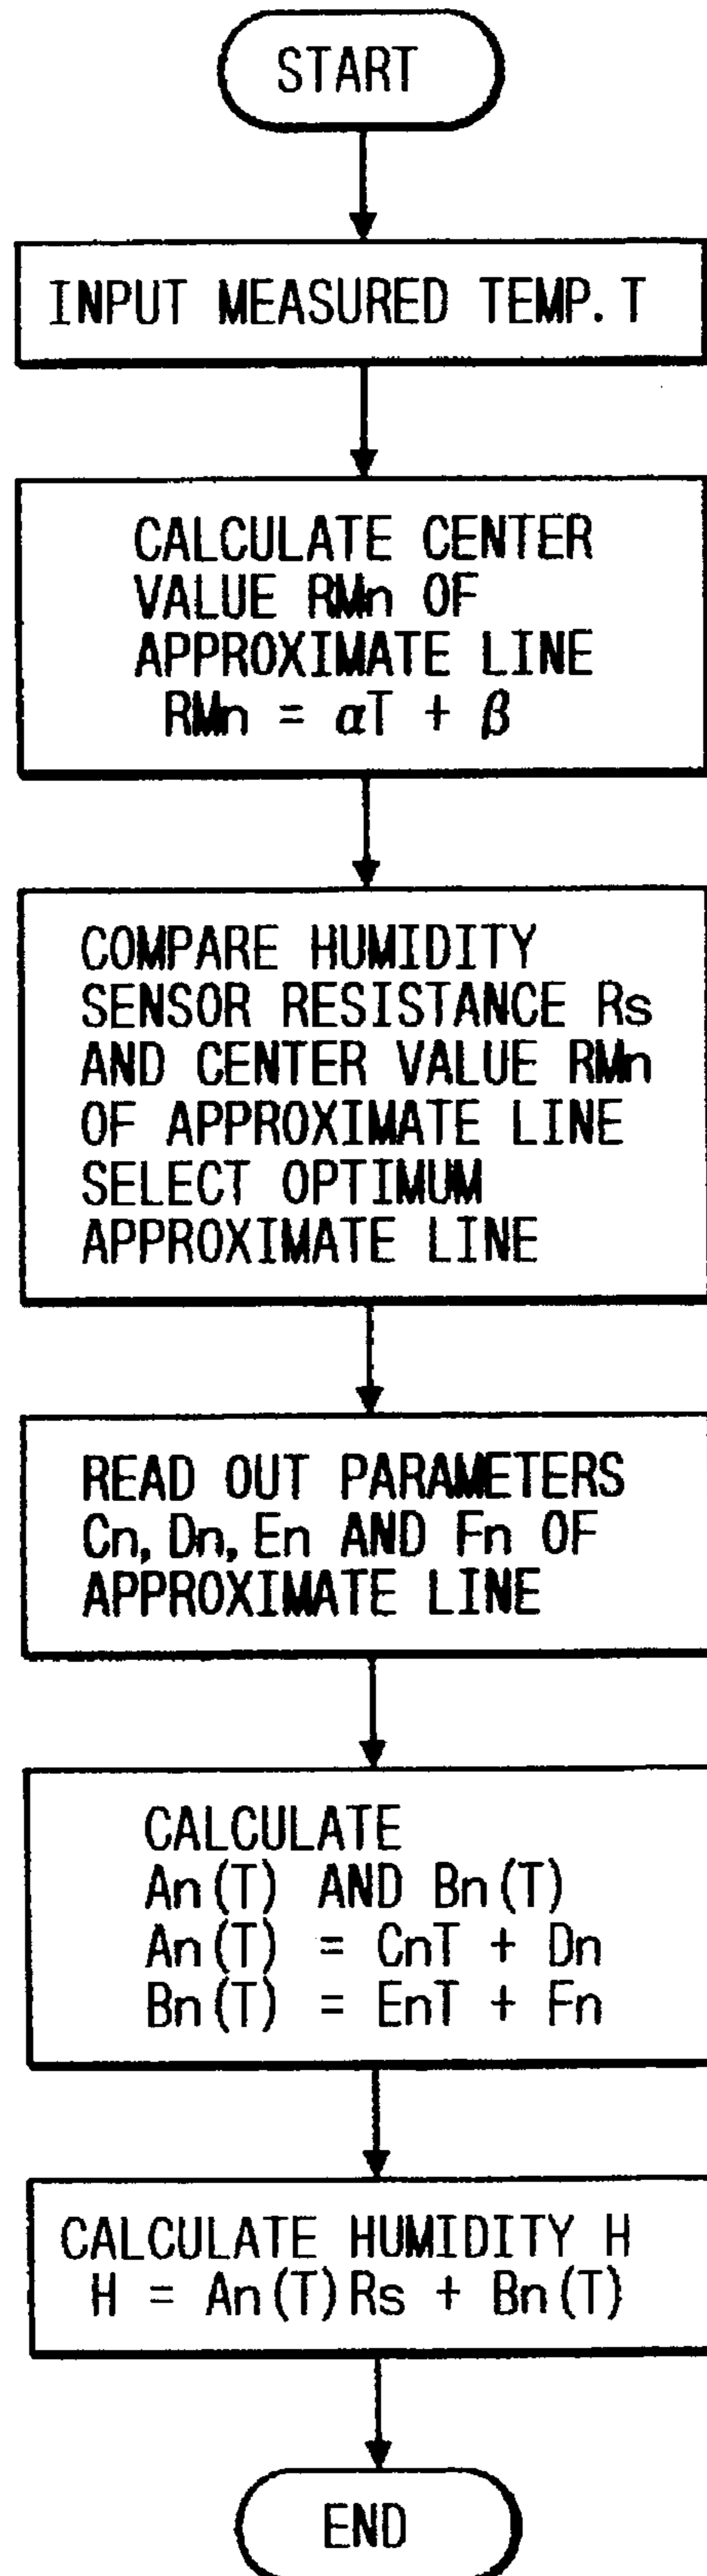 START
INPUT MEASURED TEMP. T
CALCULATE CENTER
VALUE RMn OF
APPROXIMATE LINE
RMn = αT + β
COMPARE HUMIDITY
SENSOR RESISTANCE Rs
AND CENTER VALUE RMn
OF APPROXIMATE LINE
SELECT OPTIMUM
APPROXIMATE LINE
READ OUT PARAMETERS
Cn, Dn, En AND Fn OF
APPROXIMATE LINE
CALCULATE
An(T) AND Bn(T)
An(T) = CnT + Dn
Bn(T) = EnT + Fn
CALCULATE HUMIDITY H
H = An(T)Rs + Bn(T)
END